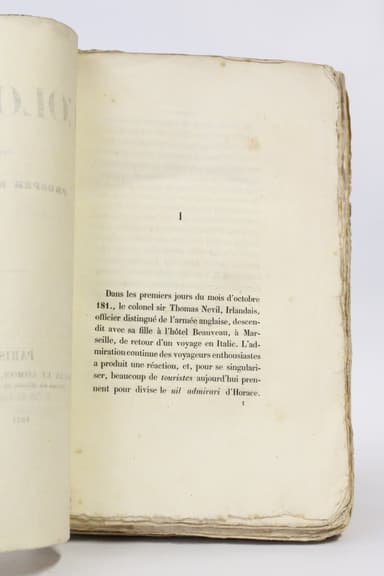 I
Dans les premiers jours du mois d'octobre
181., le colonel sir Thomas Nevil, Irlandais,
officier distingué de l'armée anglaise, descen-
dit avec sa fille à l'hôtel Beauveau, à Mar-
seille, de retour d'un voyage en Italie. L'ad-
miration continue des voyageurs enthousiastes
a produit une réaction, et, pour se singulari-
ser, beaucoup de touristes aujourd'hui pren-
nent pour divise le nil admirari d'Horace.
1